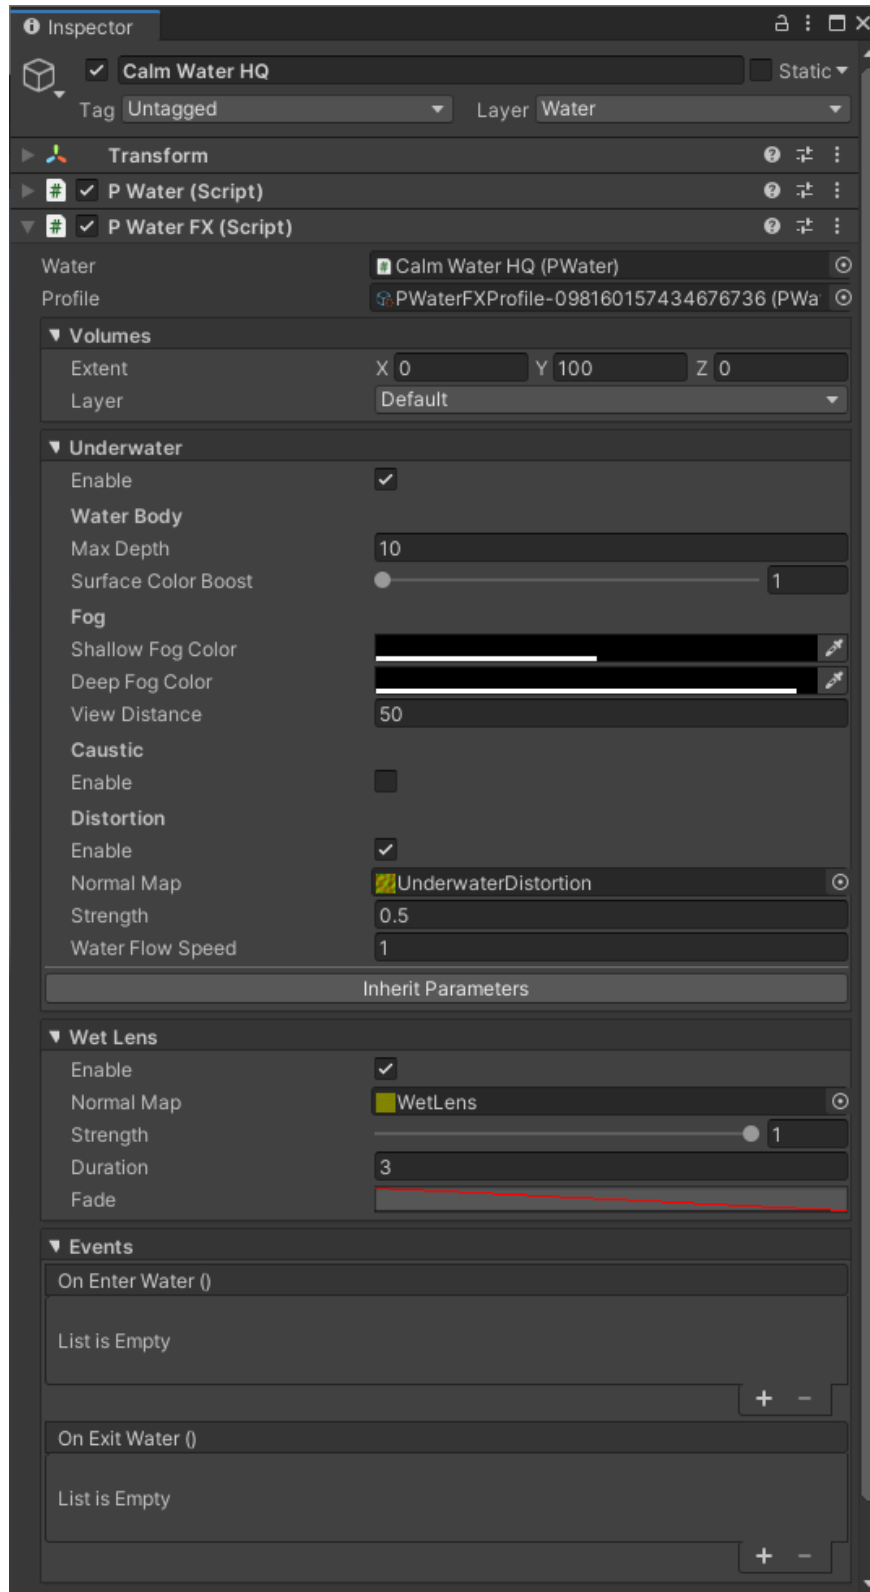 Inspector
Calm Water HQ Static
Tag Untagged Layer Water
Transform
# P Water (Script)
# P Water FX (Script)
Water Calm Water HQ (PWater)
Profile PWaterFXProfile-098160157434676736 (PWa
Volumes
Extent X 0 Y 100 Z 0
Layer Default
Underwater
Enable
Water Body
Max Depth 10
Surface Color Boost 1
Fog
Shallow Fog Color
Deep Fog Color
View Distance 50
Caustic
Enable
Distortion
Enable
Normal Map UnderwaterDistortion
Strength 0.5
Water Flow Speed 1
Inherit Parameters
Wet Lens
Enable
Normal Map WetLens
Strength 1
Duration 3
Fade
Events
On Enter Water ()
List is Empty
+ −
On Exit Water ()
List is Empty
+ −